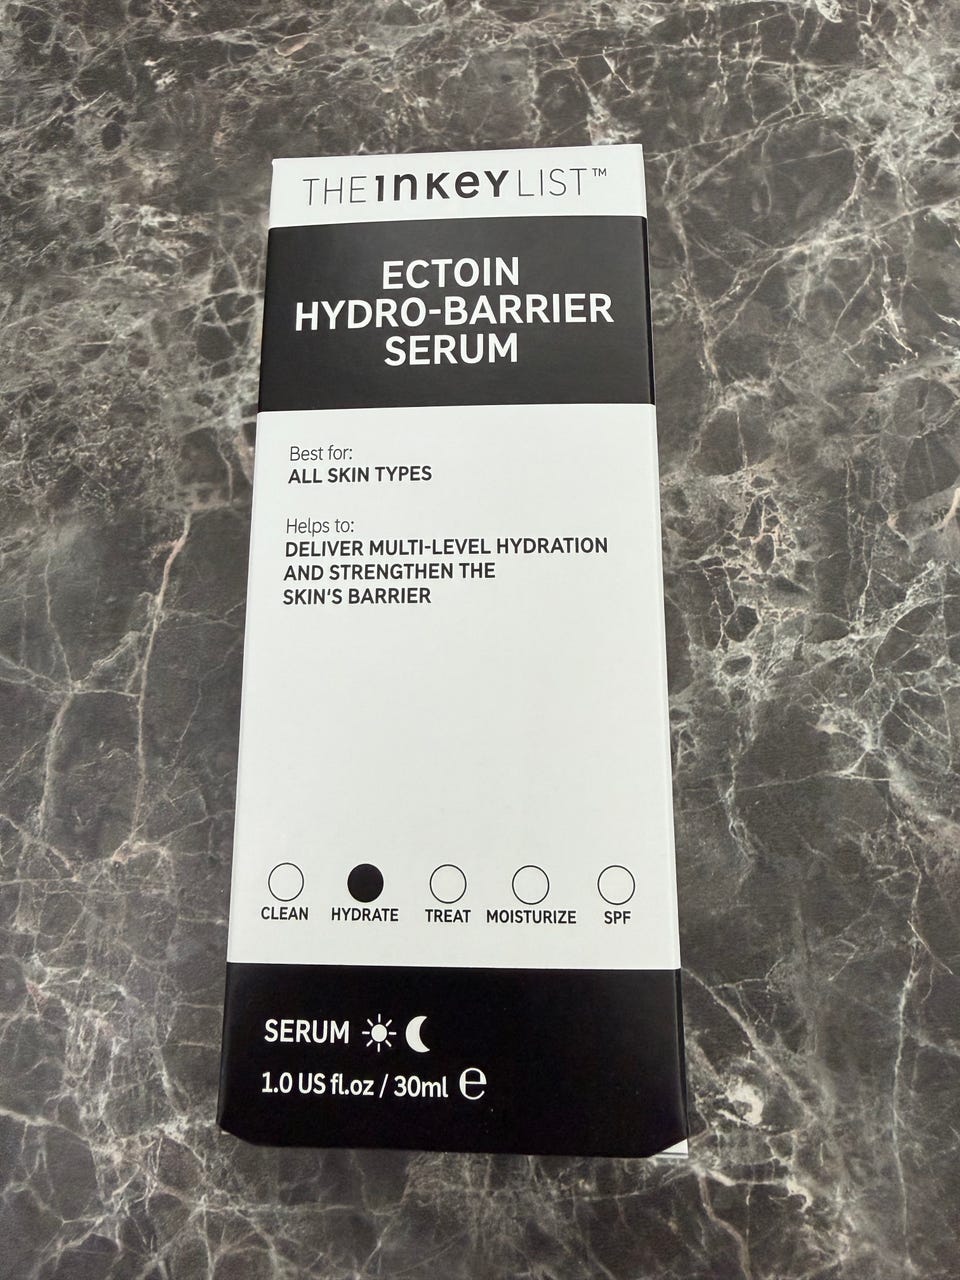 THE INKEY LIST™
ECTOIN
HYDRO-BARRIER
SERUM
Best for:
ALL SKIN TYPES
Helps to:
DELIVER MULTI-LEVEL HYDRATION
AND STRENGTHEN THE
SKIN'S BARRIER
CLEAN HYDRATE TREAT MOISTURIZE SPF
SERUM
1.0 US fl.oz / 30ml ℮